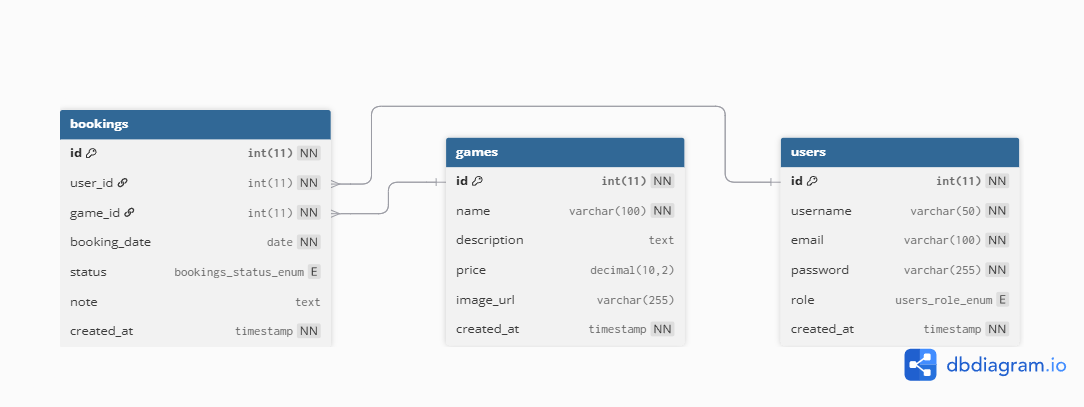 bookings
id int(11) NN
user_id int(11) NN
game_id int(11) NN
booking_date date NN
status bookings_status_enum E
note text
created_at timestamp NN
games
id int(11) NN
name varchar(100) NN
description text
price decimal(10,2)
image_url varchar(255)
created_at timestamp NN
users
id int(11) NN
username varchar(50) NN
email varchar(100) NN
password varchar(255) NN
role users_role_enum E
created_at timestamp NN
dbdiagram.io